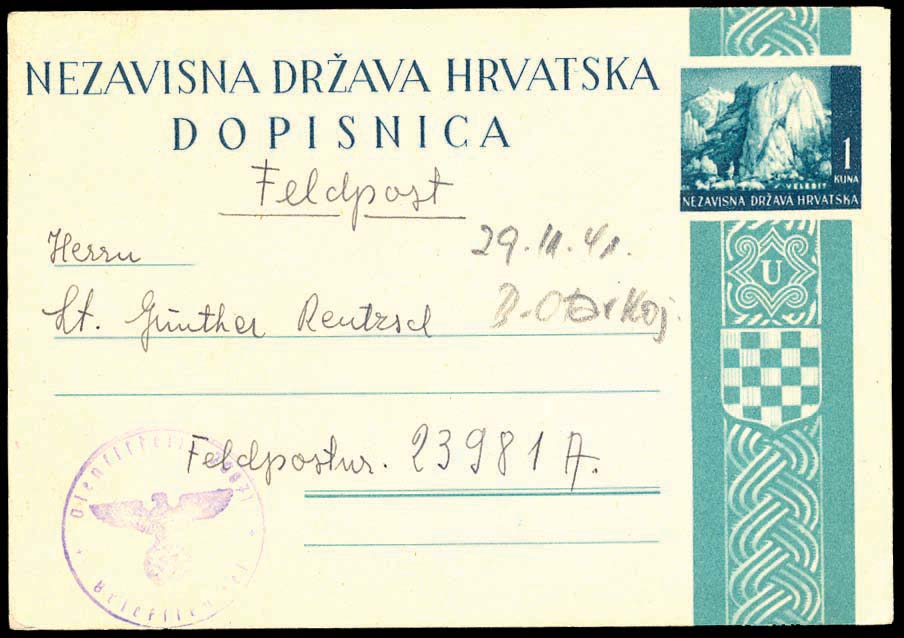 NEZAVISNA DRŽAVA HRVATSKA
DOPISNICA
1
KUNA
VELEBIT
NEZAVISNA DRŽAVA HRVATSKA
Feldpost
Herrn
29.11.41.
Lt. Günther Rentzsch
U
Feldpostnr. 23981 A.
Dienststelle